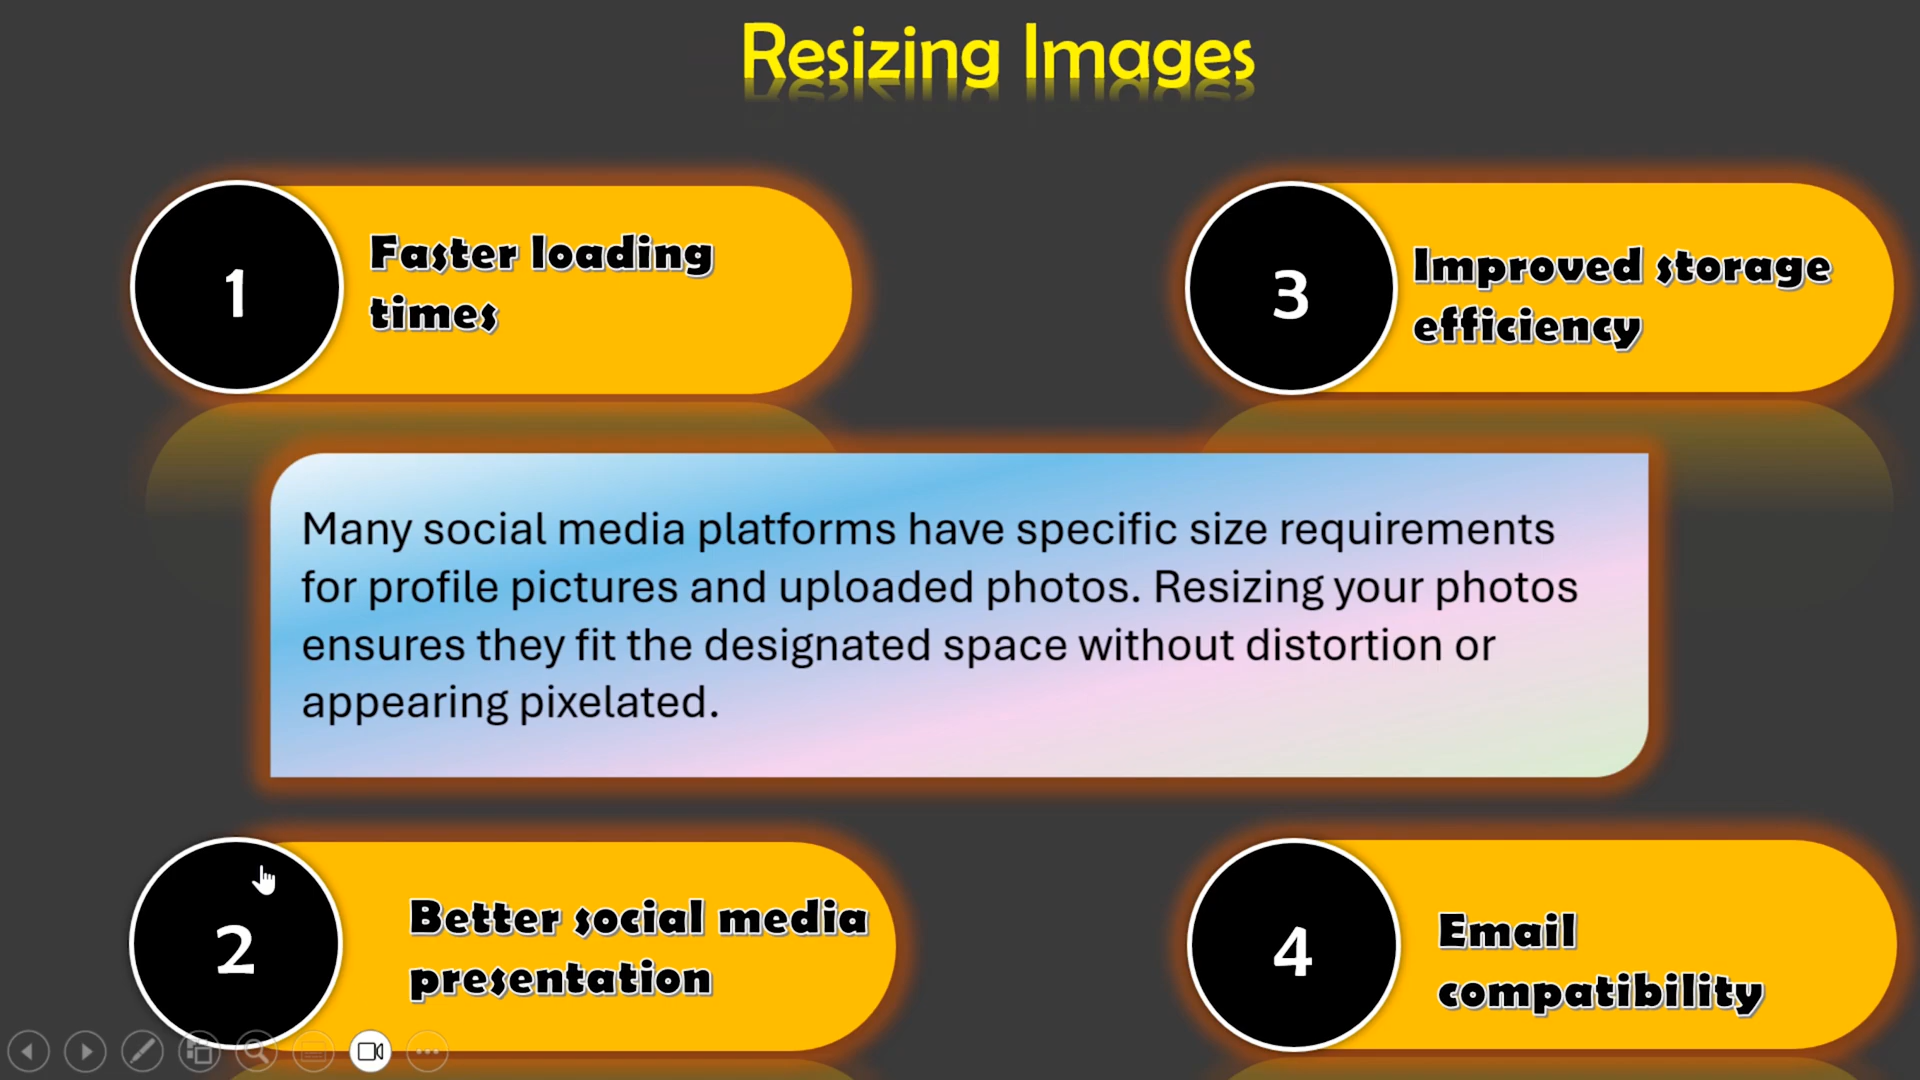 Resizing Images
1
Faster loading
times
3
Improved storage
efficiency
Many social media platforms have specific size requirements
for profile pictures and uploaded photos. Resizing your photos
ensures they fit the designated space without distortion or
appearing pixelated.
2
Better social media
presentation
4
Email
compatibility